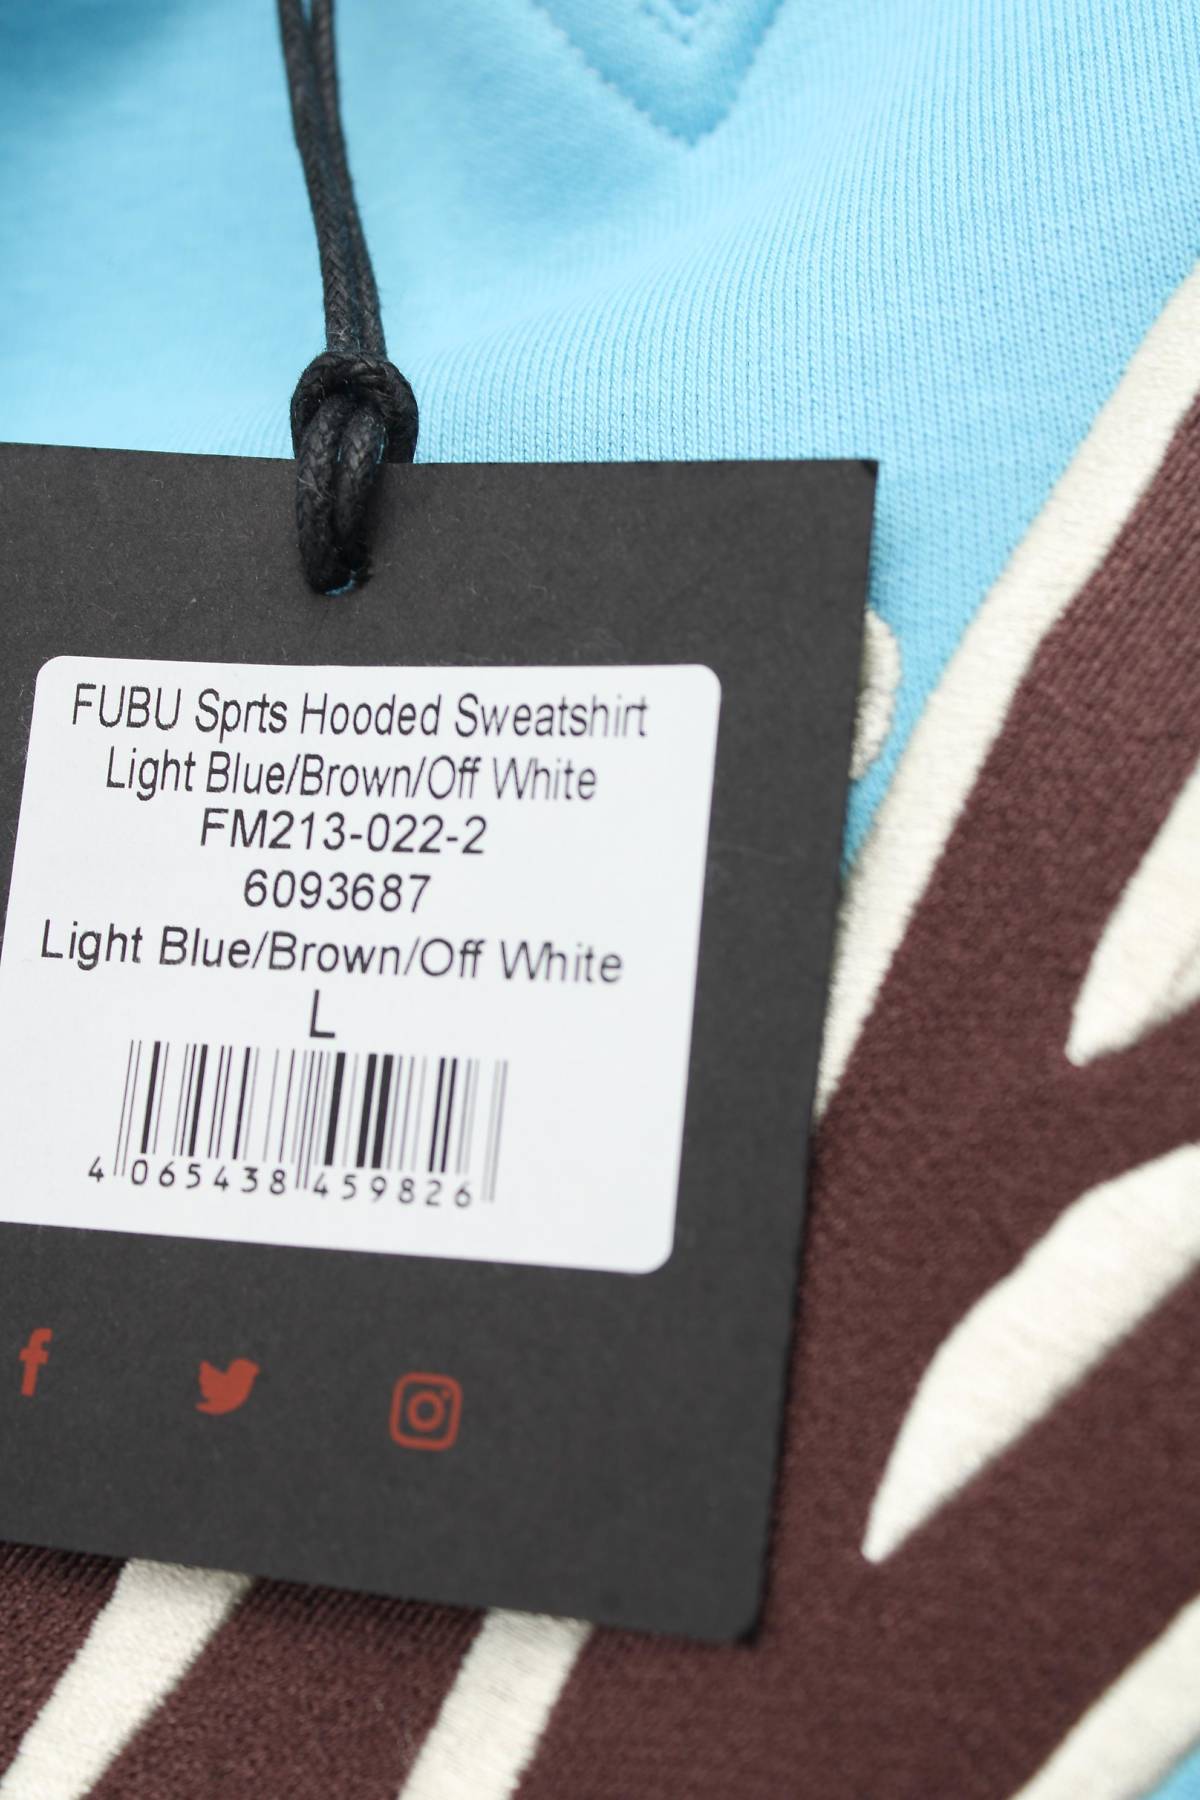 FUBU Sprts Hooded Sweatshirt
Light Blue/Brown/Off White
FM213-022-2
6093687
Light Blue/Brown/Off White
L
4 065438 459826